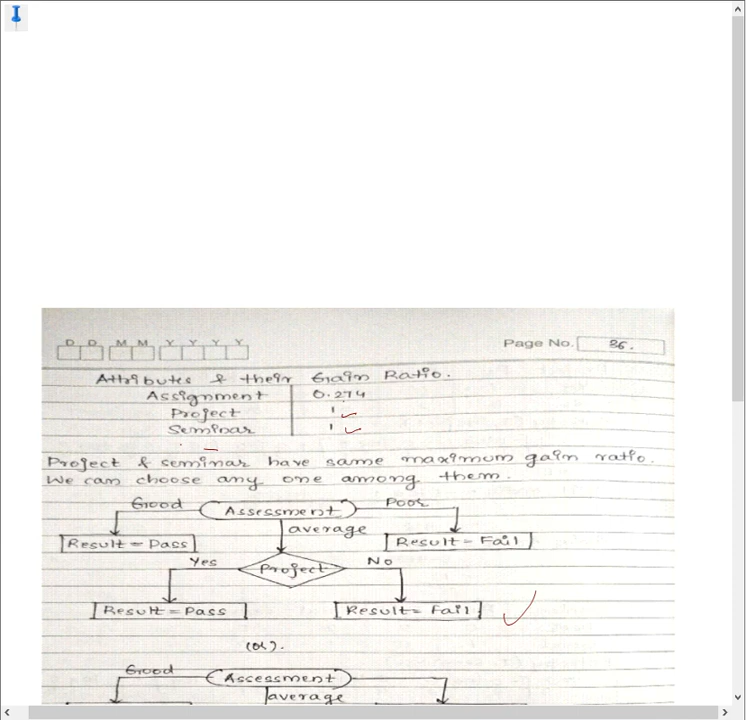 D D M M Y Y Y Y
Page No. 36.
Attributes & their Gain Ratio.
Assignment 0.274
Project 1
Seminar 1
Project & seminar have same maximum gain ratio.
We can choose any one among them.
Good Assessment Poor
average
Result = Pass Result = Fail
Yes Project No
Result = Pass Result = Fail
(or).
Good Assessment
average